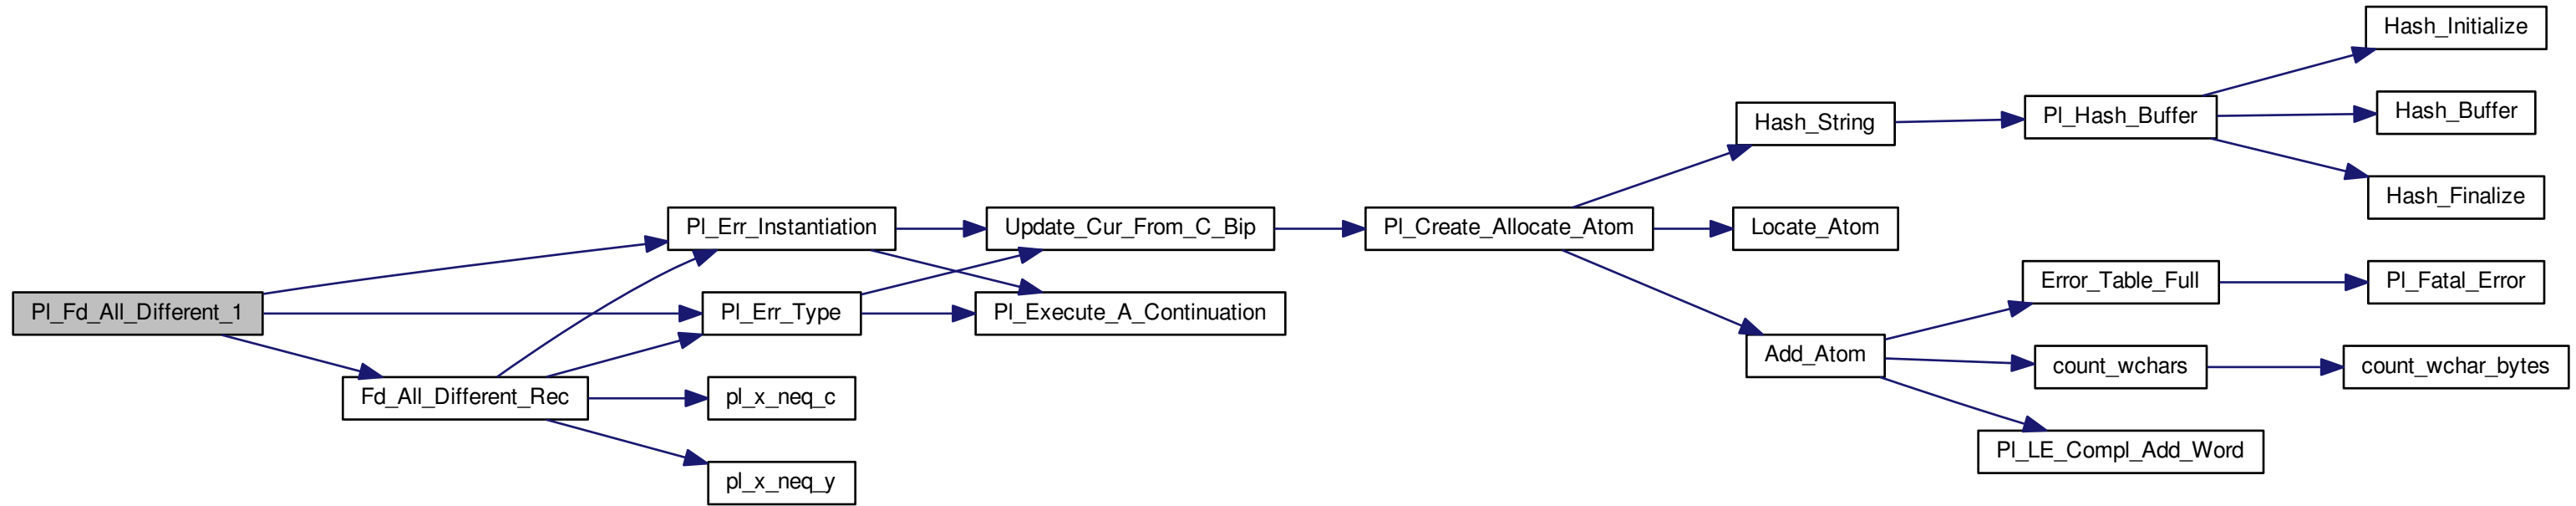 Pl_Fd_All_Different_1
Fd_All_Different_Rec
Pl_Err_Instantiation
Pl_Err_Type
pl_x_neq_c
pl_x_neq_y
Update_Cur_From_C_Bip
Pl_Execute_A_Continuation
Pl_Create_Allocate_Atom
Hash_String
Locate_Atom
Add_Atom
Pl_Hash_Buffer
Error_Table_Full
count_wchars
Pl_LE_Compl_Add_Word
Hash_Initialize
Hash_Buffer
Hash_Finalize
Pl_Fatal_Error
count_wchar_bytes